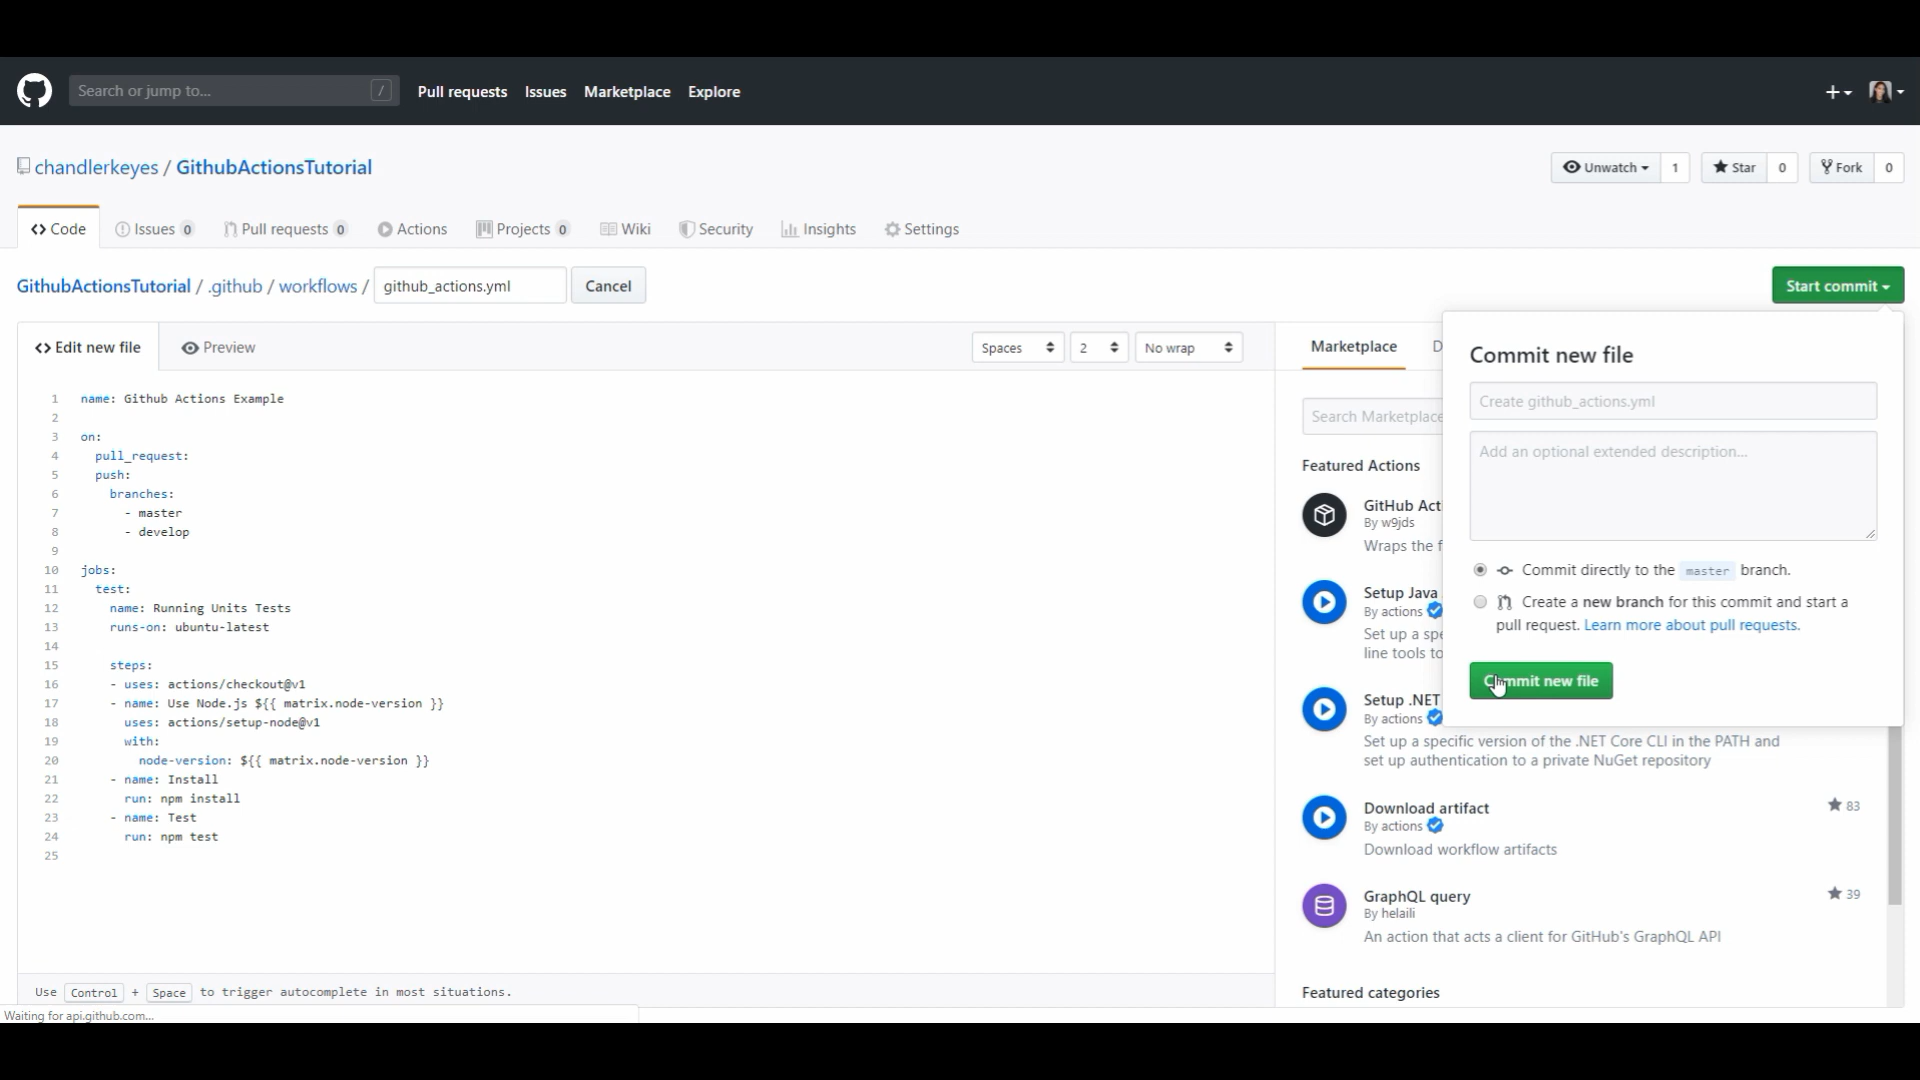 Search or jump to... /
Pull requests Issues Marketplace Explore
chandlerkeyes / GithubActionsTutorial
Unwatch 1 Star 0 Fork 0
Code Issues 0 Pull requests 0 Actions Projects 0 Wiki Security Insights Settings
GithubActionsTutorial / .github / workflows / github_actions.yml Cancel
Start commit
Edit new file Preview
Spaces 2 No wrap
1 name: Github Actions Example
2
3 on:
4 pull_request:
5 push:
6 branches:
7 - master
8 - develop
9
10 jobs:
11 test:
12 name: Running Units Tests
13 runs-on: ubuntu-latest
14
15 steps:
16 - uses: actions/checkout@v1
17 - name: Use Node.js ${{ matrix.node-version }}
18 uses: actions/setup-node@v1
19 with:
20 node-version: ${{ matrix.node-version }}
21 - name: Install
22 run: npm install
23 - name: Test
24 run: npm test
25
Use Control + Space to trigger autocomplete in most situations.
Waiting for api.github.com...
Marketplace D
Search Marketplace
Featured Actions
GitHub Act
By w9jds
Wraps the f
Setup Java
By actions
Set up a spe
line tools to
Setup .NET
By actions
Set up a specific version of the .NET Core CLI in the PATH and
set up authentication to a private NuGet repository
Download artifact
83
By actions
Download workflow artifacts
GraphQL query
39
By helaili
An action that acts a client for GitHub's GraphQL API
Featured categories
Commit new file
Create github_actions.yml
Add an optional extended description...
Commit directly to the master branch.
Create a new branch for this commit and start a
pull request. Learn more about pull requests.
Commit new file